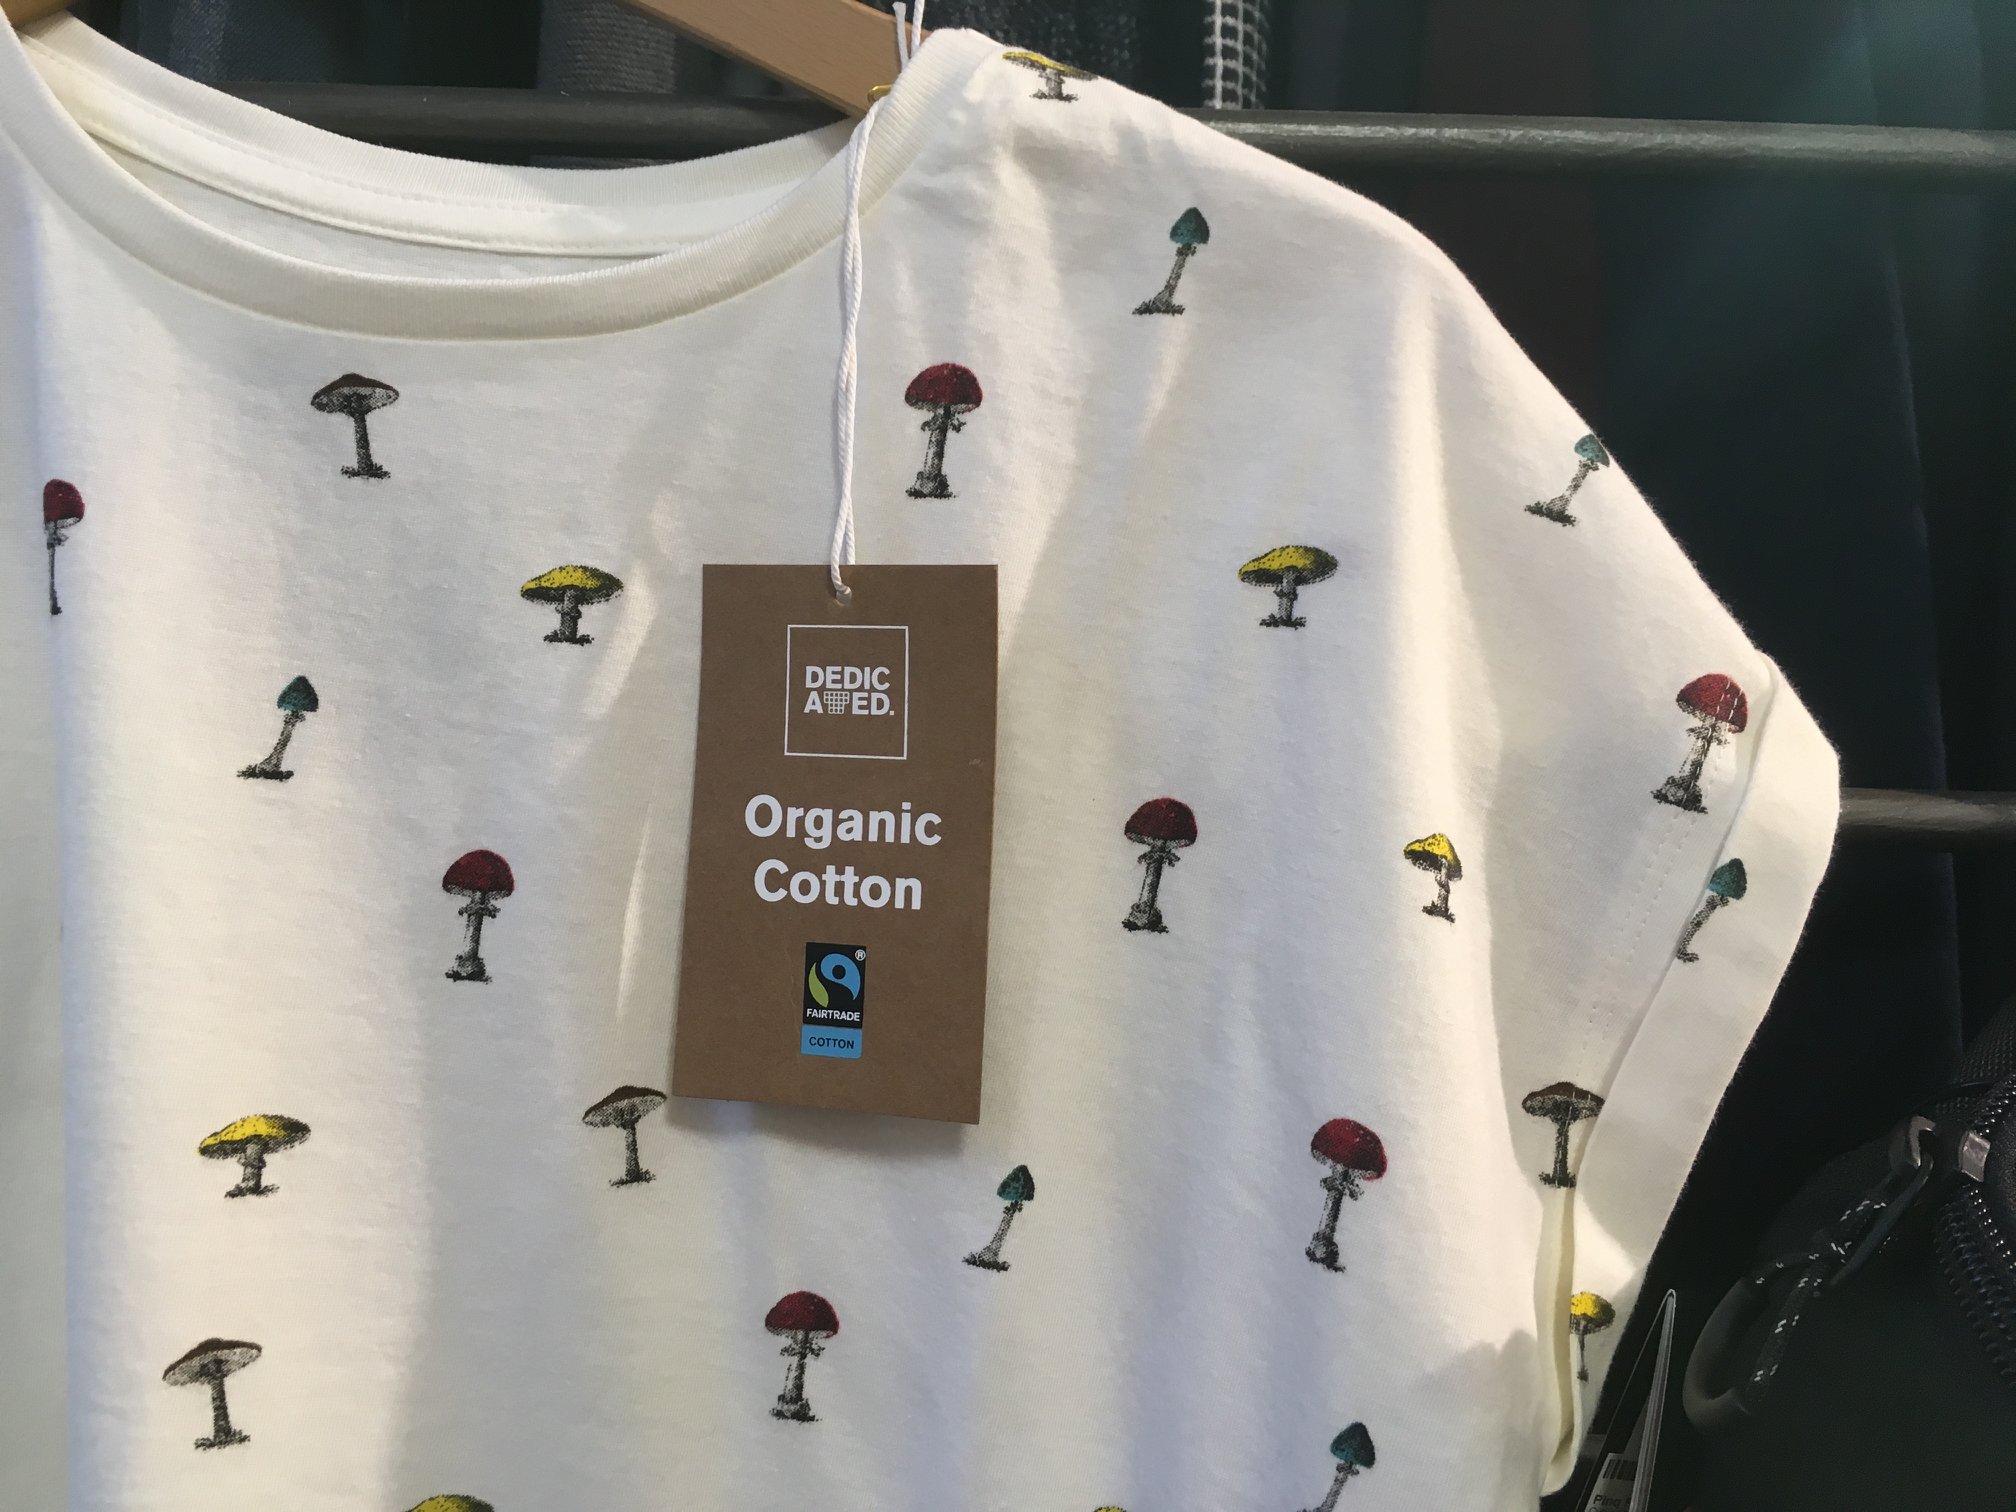 DEDIC
ATED.
Organic
Cotton
®
FAIRTRADE
COTTON